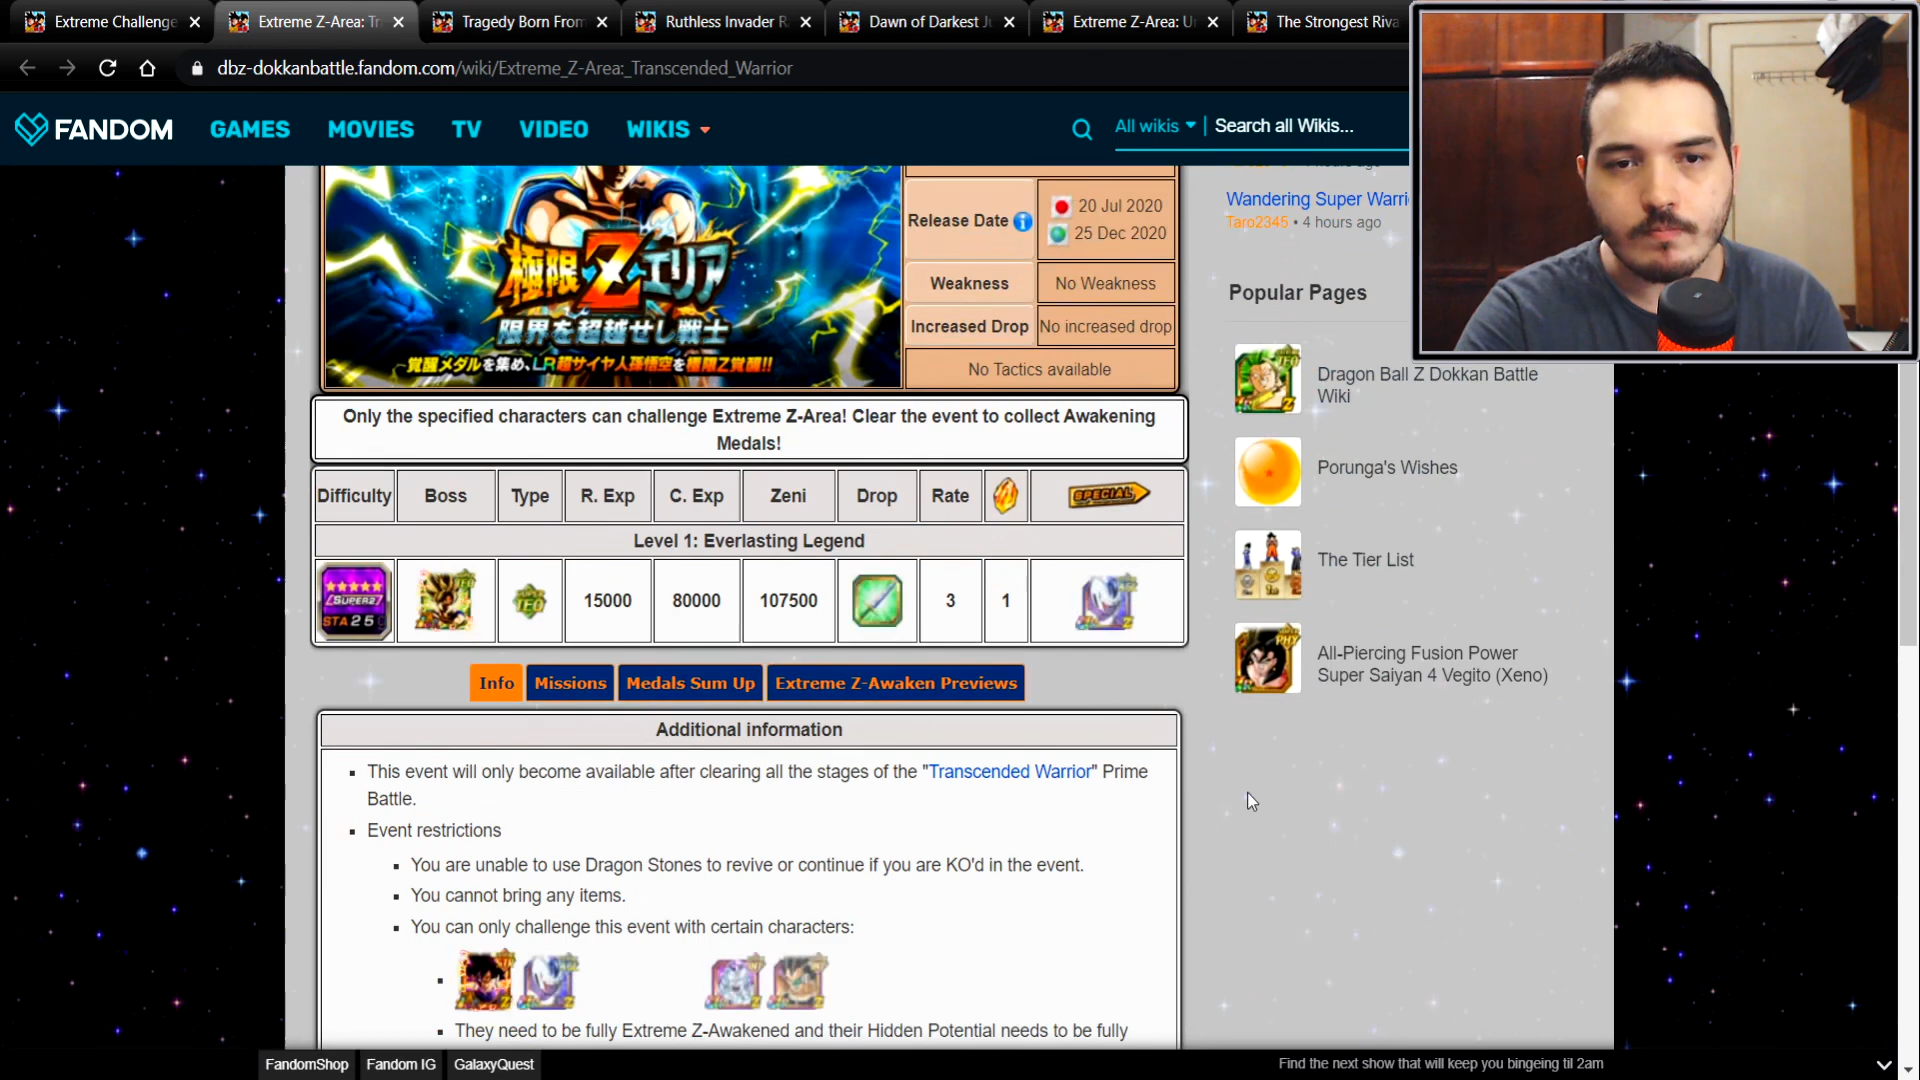 Extreme Challenge
Extreme Z-Area: Tr
Tragedy Born From
Ruthless Invader R
Dawn of Darkest J
Extreme Z-Area: U
The Strongest Riva
dbz-dokkanbattle.fandom.com/wiki/Extreme_Z-Area:_Transcended_Warrior
FANDOM
GAMES
MOVIES
TV
VIDEO
WIKIS
All wikis
Search all Wikis...
Wandering Super Warri
Taro2345 • 4 hours ago
極限Zエリア
限界を超越せし戦士
覚醒メダルを集め、LR超サイヤ人孫悟空を極限Z覚醒!!
Release Date
20 Jul 2020
25 Dec 2020
Weakness
No Weakness
Increased Drop
No increased drop
No Tactics available
Popular Pages
Dragon Ball Z Dokkan Battle
Wiki
Porunga's Wishes
The Tier List
All-Piercing Fusion Power
Super Saiyan 4 Vegito (Xeno)
Only the specified characters can challenge Extreme Z-Area! Clear the event to collect Awakening
Medals!
Difficulty
Boss
Type
R. Exp
C. Exp
Zeni
Drop
Rate
SPECIAL
Level 1: Everlasting Legend
SUPER2
STA 25
SUPER
TEQ
15000
80000
107500
3
1
Info
Missions
Medals Sum Up
Extreme Z-Awaken Previews
Additional information
This event will only become available after clearing all the stages of the "Transcended Warrior" Prime
Battle.
Event restrictions
You are unable to use Dragon Stones to revive or continue if you are KO'd in the event.
You cannot bring any items.
You can only challenge this event with certain characters:
They need to be fully Extreme Z-Awakened and their Hidden Potential needs to be fully
FandomShop
Fandom IG
GalaxyQuest
Find the next show that will keep you bingeing til 2am